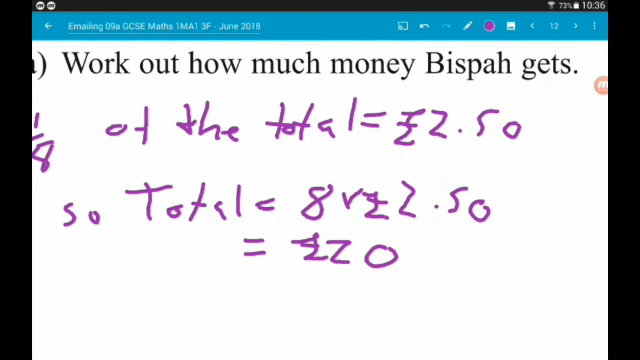 73% 10:36
Emailing 09a GCSE Maths 1MA1 3F - June 2018 12
a) Work out how much money Bispah gets.
1/8 of the total = £2.50
so Total = 8 × £2.50
= £20